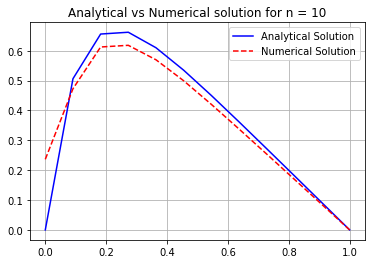 Analytical vs Numerical solution for n = 10
Analytical Solution
Numerical Solution
0.6
0.5
0.4
0.3
0.2
0.1
0.0
0.0 0.2 0.4 0.6 0.8 1.0